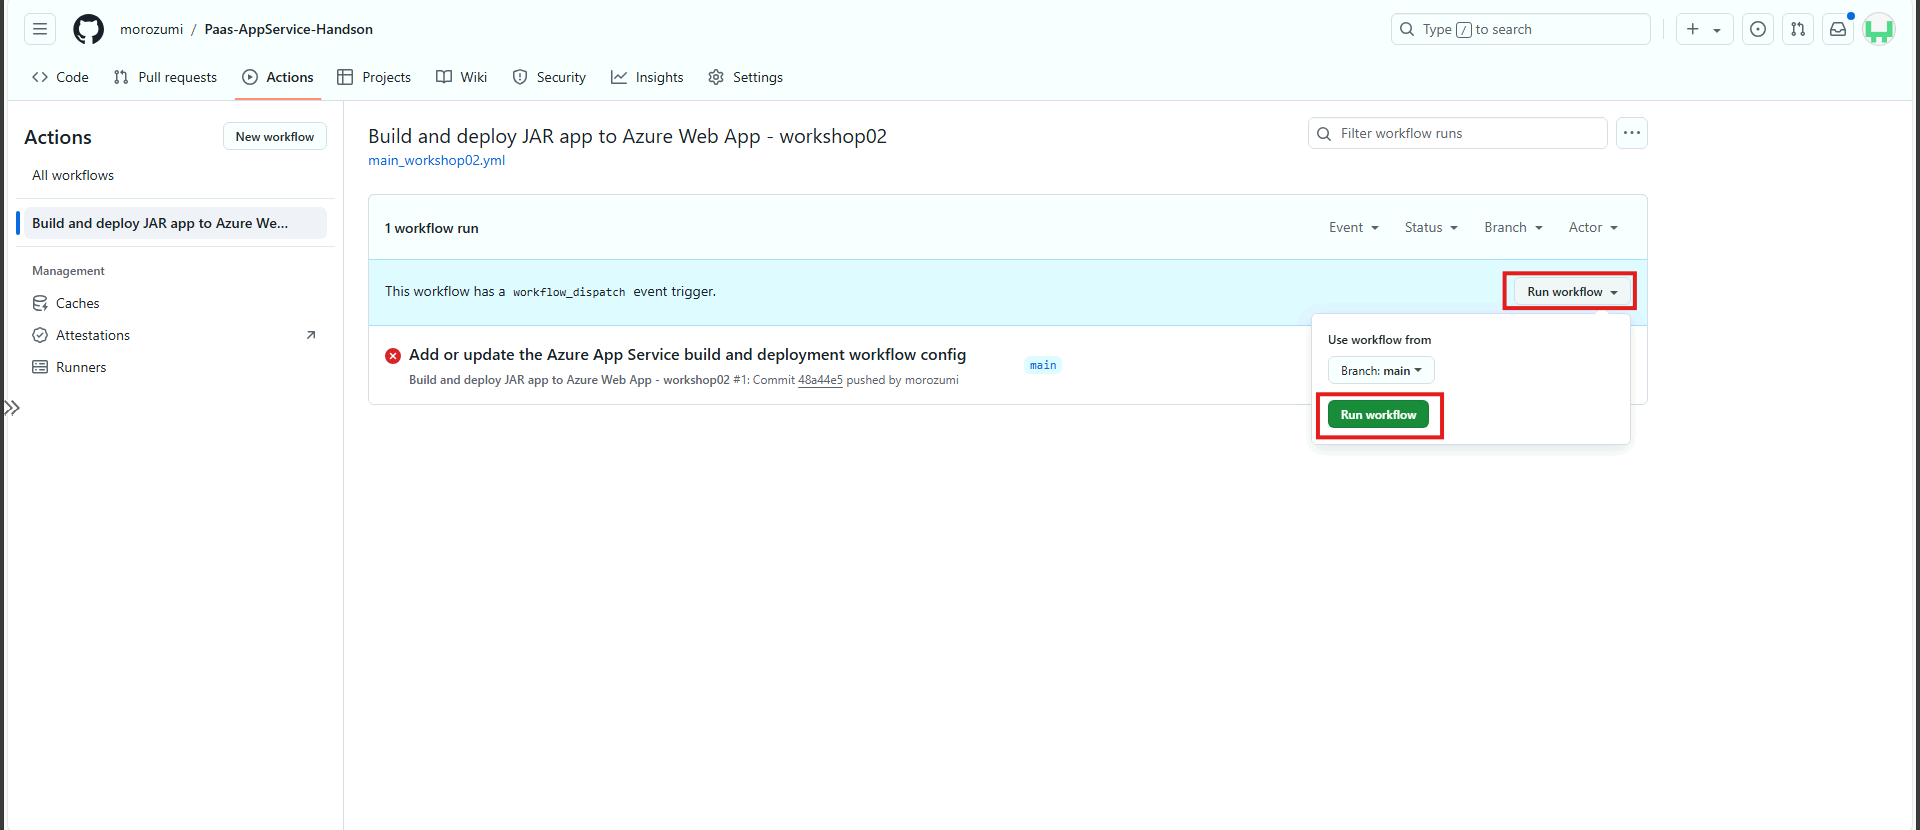 morozumi / Paas-AppService-Handson
Type / to search
Code
Pull requests
Actions
Projects
Wiki
Security
Insights
Settings
Actions
New workflow
All workflows
Build and deploy JAR app to Azure We...
Management
Caches
Attestations
Runners
Build and deploy JAR app to Azure Web App - workshop02
main_workshop02.yml
Filter workflow runs
1 workflow run
Event
Status
Branch
Actor
This workflow has a workflow_dispatch event trigger.
Run workflow
Use workflow from
Branch: main
Run workflow
Add or update the Azure App Service build and deployment workflow config
main
Build and deploy JAR app to Azure Web App - workshop02 #1: Commit 48a44e5 pushed by morozumi